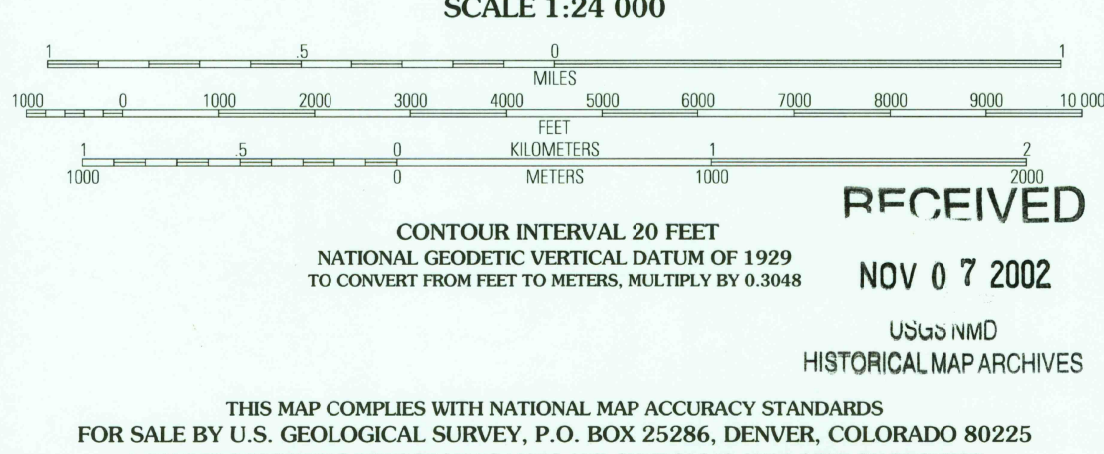 SCALE 1:24 000
1 .5 0 1
MILES
1000 0 1000 2000 3000 4000 5000 6000 7000 8000 9000 10 000
FEET
1 .5 0 KILOMETERS 1 2
1000 0 METERS 1000 2000
RECEIVED
CONTOUR INTERVAL 20 FEET
NATIONAL GEODETIC VERTICAL DATUM OF 1929
TO CONVERT FROM FEET TO METERS, MULTIPLY BY 0.3048
NOV 07 2002
USGS NMD
HISTORICAL MAP ARCHIVES
THIS MAP COMPLIES WITH NATIONAL MAP ACCURACY STANDARDS
FOR SALE BY U.S. GEOLOGICAL SURVEY, P.O. BOX 25286, DENVER, COLORADO 80225